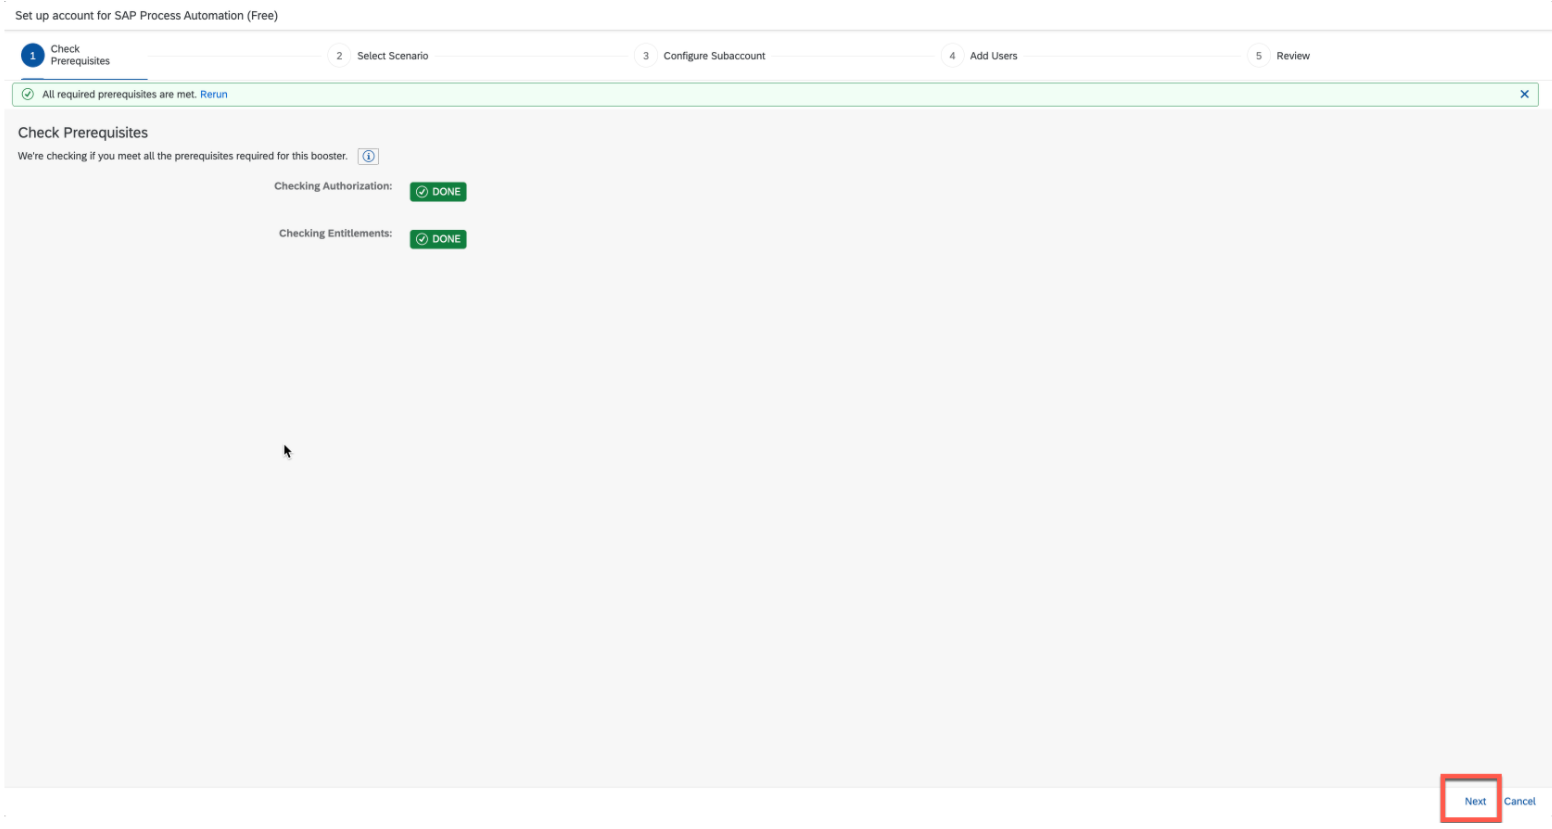 Set up account for SAP Process Automation (Free)
1 Check Prerequisites
2 Select Scenario
3 Configure Subaccount
4 Add Users
5 Review
All required prerequisites are met. Rerun
Check Prerequisites
We're checking if you meet all the prerequisites required for this booster.
Checking Authorization: DONE
Checking Entitlements: DONE
Next Cancel